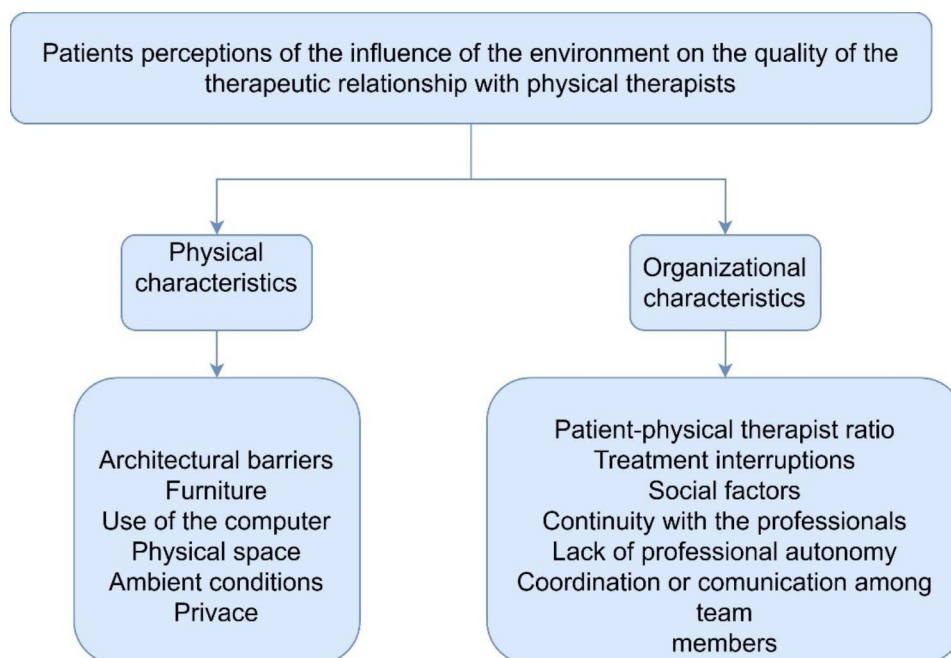 Patients perceptions of the influence of the environment on the quality of the
therapeutic relationship with physical therapists
Physical
characteristics
Organizational
characteristics
Architectural barriers
Furniture
Use of the computer
Physical space
Ambient conditions
Privace
Patient-physical therapist ratio
Treatment interruptions
Social factors
Continuity with the professionals
Lack of professional autonomy
Coordination or comunication among
team
members